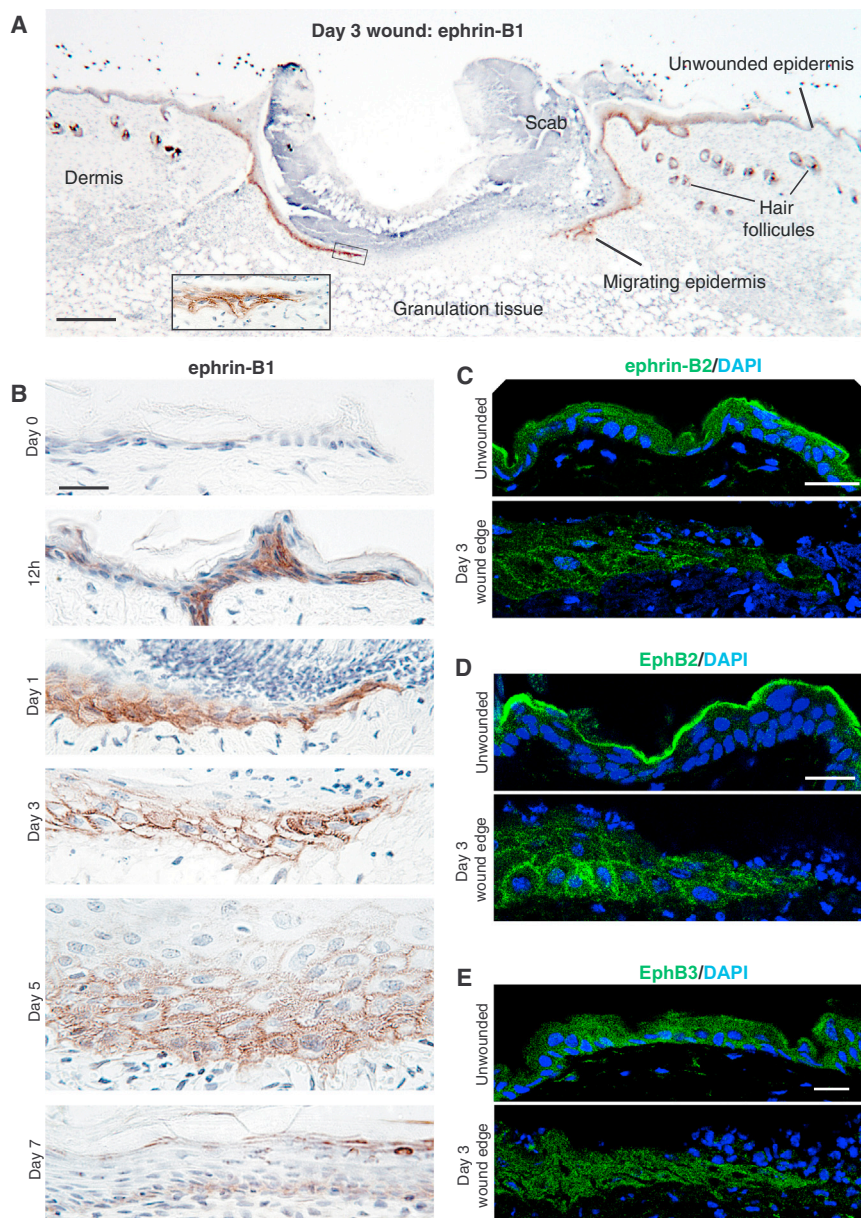 A
Day 3 wound: ephrin-B1
Unwounded epidermis
Scab
Dermis
Hair
follicules
Migrating epidermis
Granulation tissue
B
ephrin-B1
Day 0
12h
Day 1
Day 3
Day 5
Day 7
C
ephrin-B2/DAPI
Unwounded
Day 3
wound edge
D
EphB2/DAPI
Unwounded
Day 3
wound edge
E
EphB3/DAPI
Unwounded
Day 3
wound edge